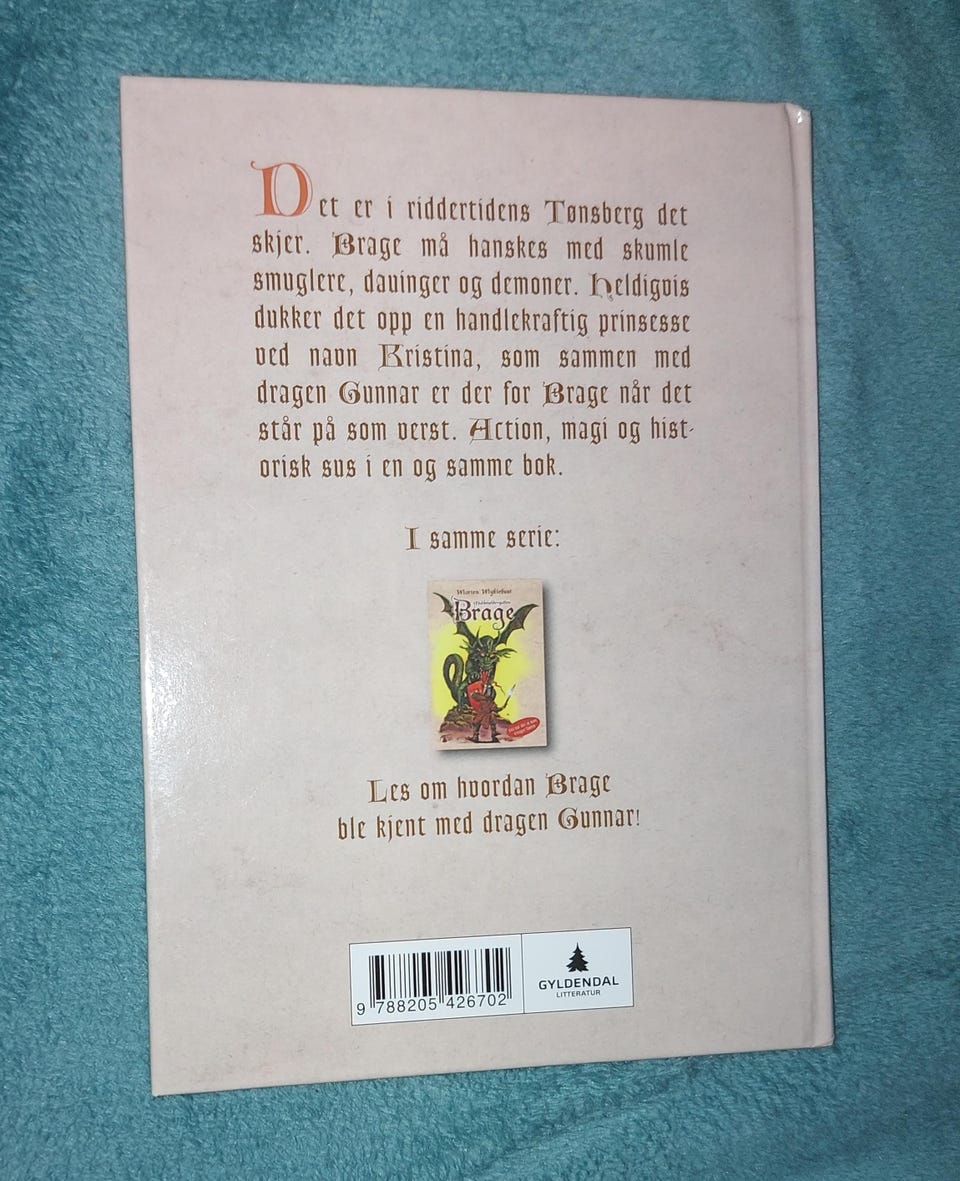 Det er i riddertidens Tønsberg det
skjer. Brage må hanskes med skumle
smuglere, dauinger og demoner. Heldigvis
dukker det opp en handlekraftig prinsesse
ved navn Kristina, som sammen med
dragen Gunnar er der for Brage når det
står på som verst. Action, magi og hist-
orisk sus i en og samme bok.
I samme serie:
Brage
Les om hvordan Brage
ble kjent med dragen Gunnar!
9 788205 426702
GYLDENDAL
LITTERATUR